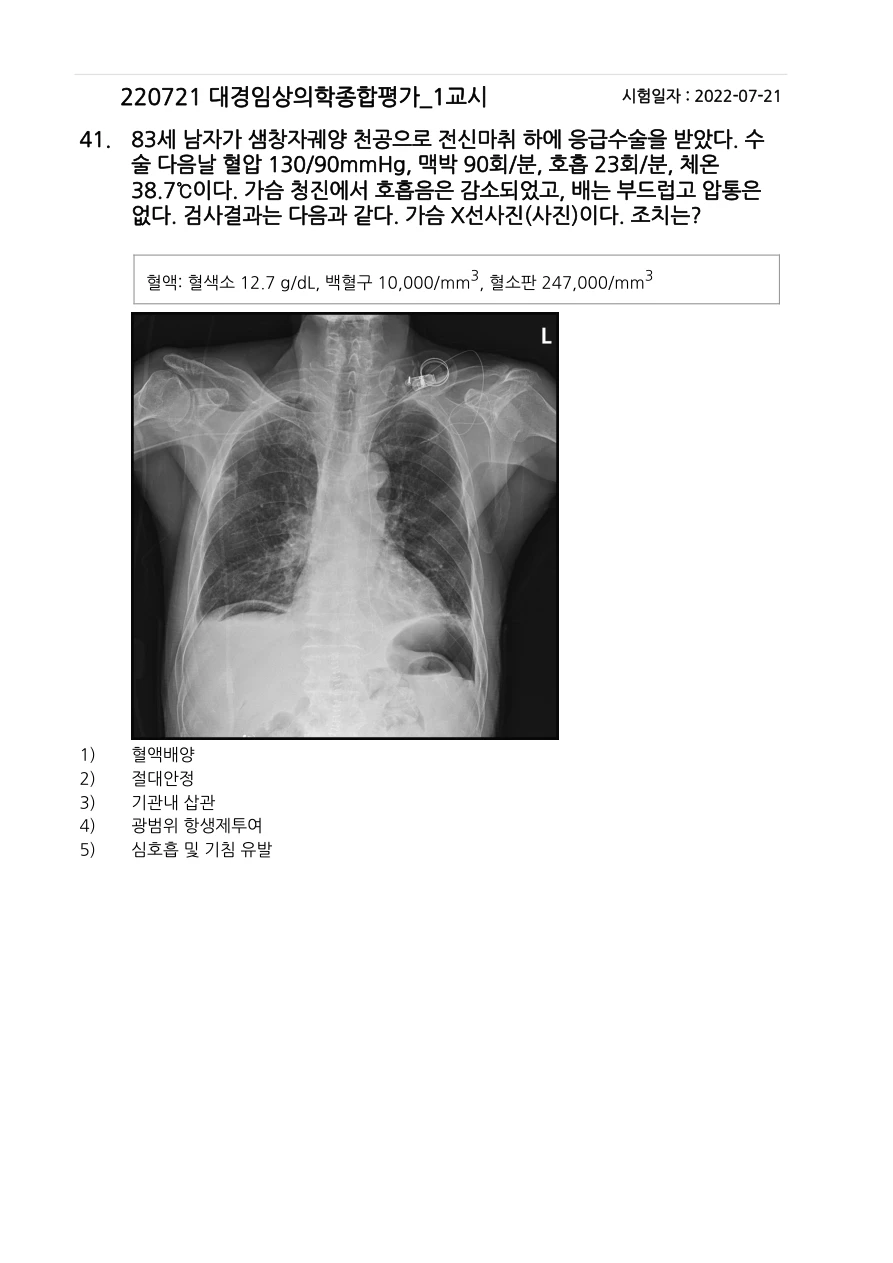 220721 대경임상의학종합평가_1교시 시험일자 : 2022-07-21
41. 83세 남자가 샘창자궤양 천공으로 전신마취 하에 응급수술을 받았다. 수
술 다음날 혈압 130/90mmHg, 맥박 90회/분, 호흡 23회/분, 체온
38.7℃이다. 가슴 청진에서 호흡음은 감소되었고, 배는 부드럽고 압통은
없다. 검사결과는 다음과 같다. 가슴 X선사진(사진)이다. 조치는?
혈액: 혈색소 12.7 g/dL, 백혈구 10,000/mm³, 혈소판 247,000/mm³
L
1) 혈액배양
2) 절대안정
3) 기관내 삽관
4) 광범위 항생제투여
5) 심호흡 및 기침 유발